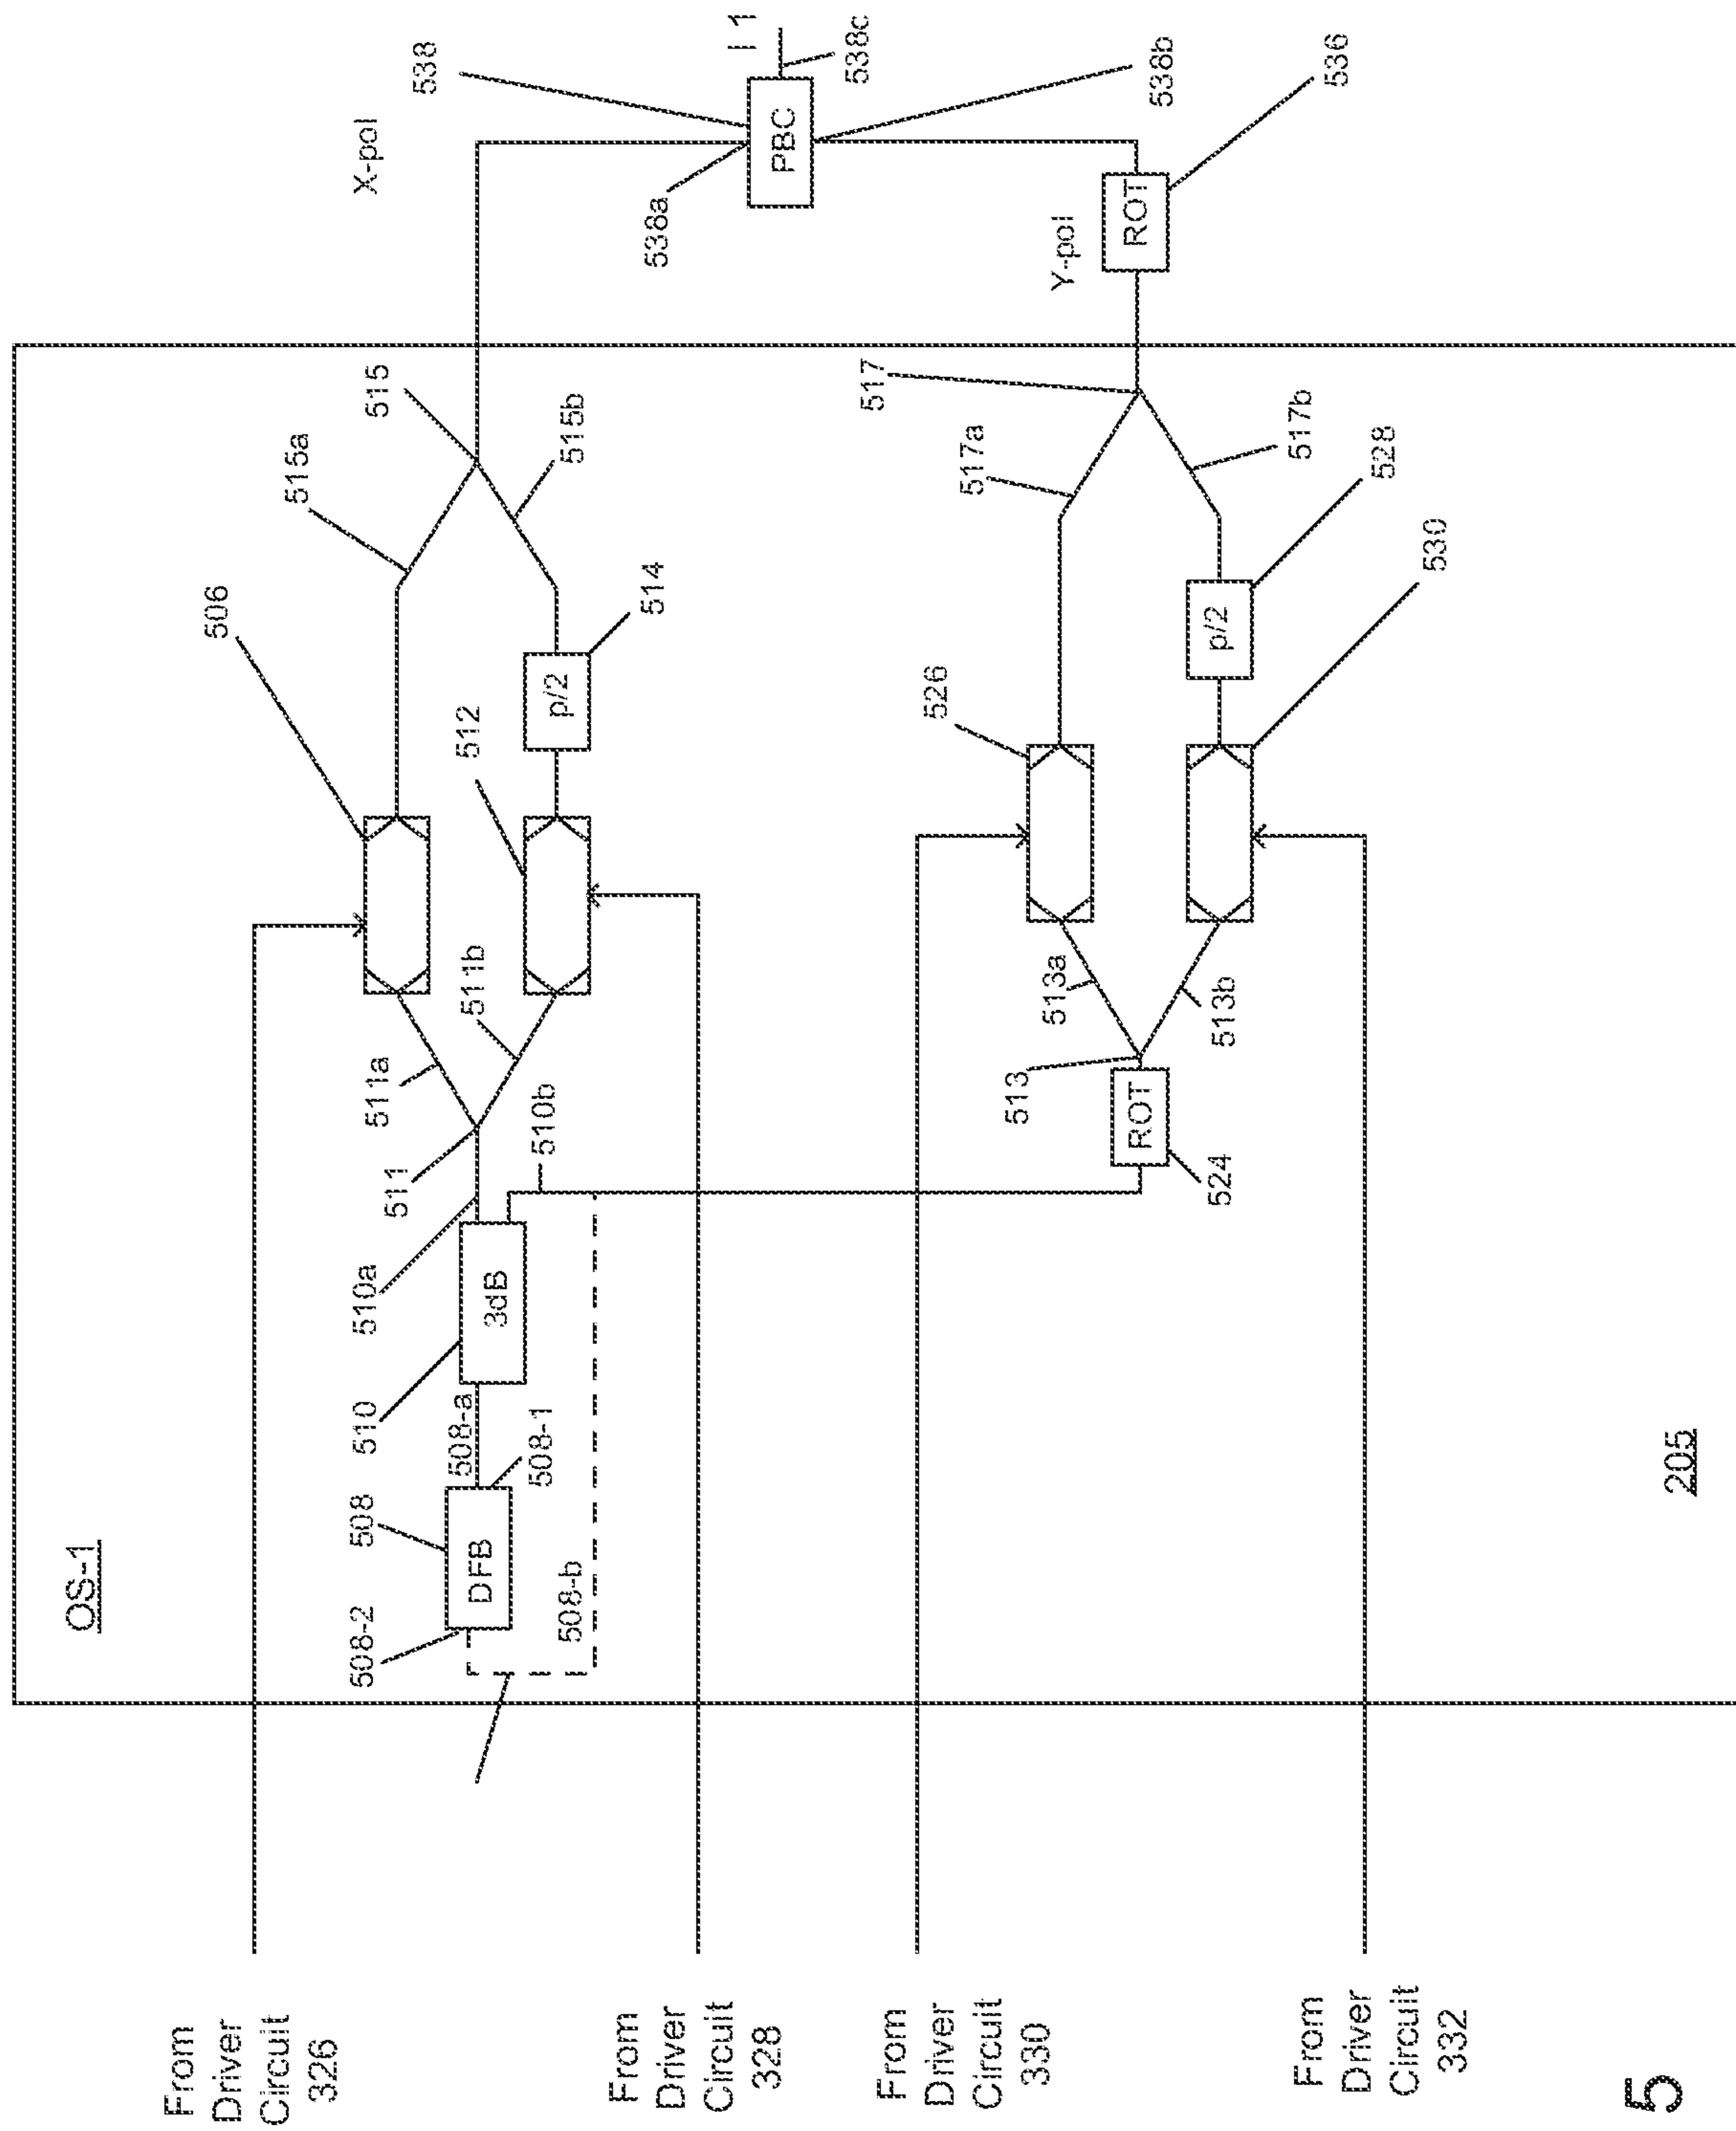 OS-1
From
Driver
Circuit
326
From
Driver
Circuit
328
From
Driver
Circuit
330
From
Driver
Circuit
332
508-2
508
DFB
508-1
508-a
508-b
510
3dB
510a
510b
511
511a
511b
506
512
p/2
514
515a
515
515b
X-pol
524
ROT
513
513a
513b
526
530
p/2
528
517a
517
517b
Y-pol
ROT
536
538
538a
PBC
538b
538c
205
5